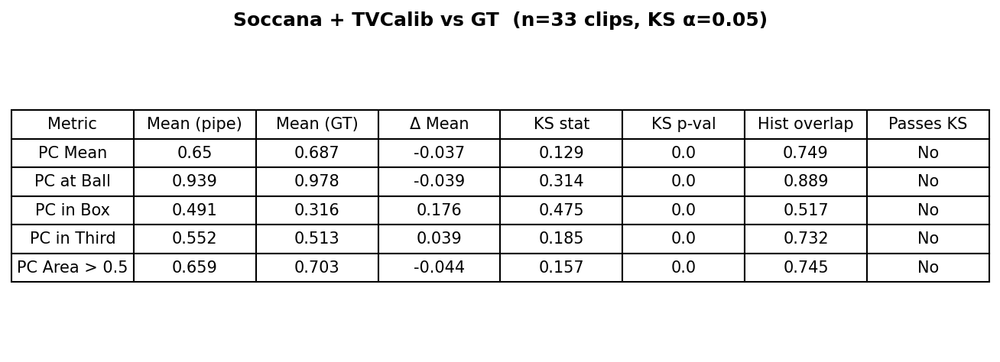 Soccana + TVCalib vs GT  (n=33 clips, KS α=0.05)
Metric Mean (pipe) Mean (GT) Δ Mean KS stat KS p-val Hist overlap Passes KS
PC Mean 0.65 0.687 -0.037 0.129 0.0 0.749 No
PC at Ball 0.939 0.978 -0.039 0.314 0.0 0.889 No
PC in Box 0.491 0.316 0.176 0.475 0.0 0.517 No
PC in Third 0.552 0.513 0.039 0.185 0.0 0.732 No
PC Area > 0.5 0.659 0.703 -0.044 0.157 0.0 0.745 No